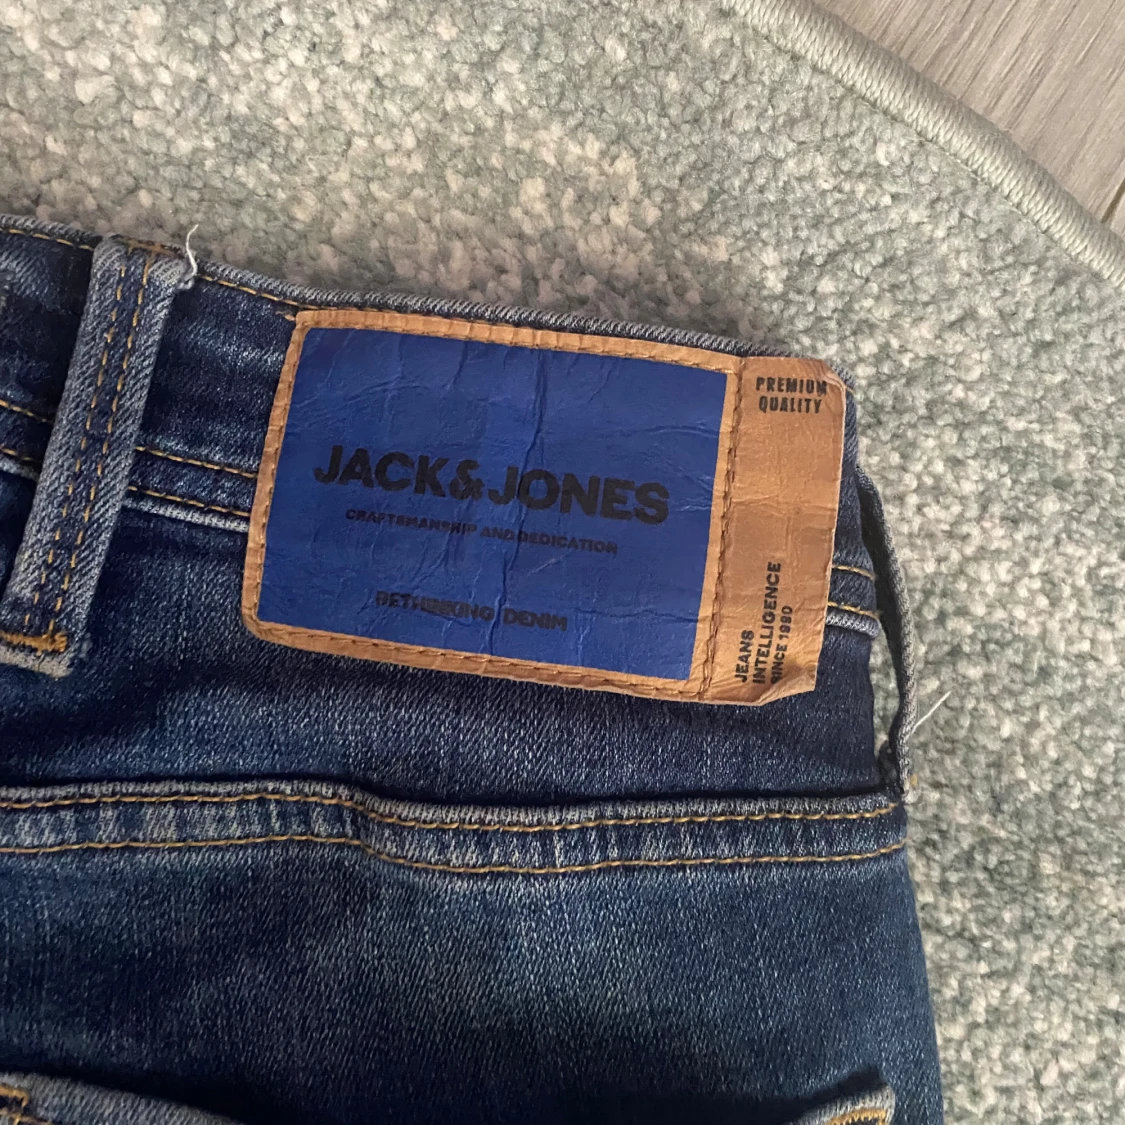 JACK&JONES
CRAFTSMANSHIP AND DEDICATION
RETHINKING DENIM
PREMIUM
QUALITY
JEANS
INTELLIGENCE
SINCE 1990